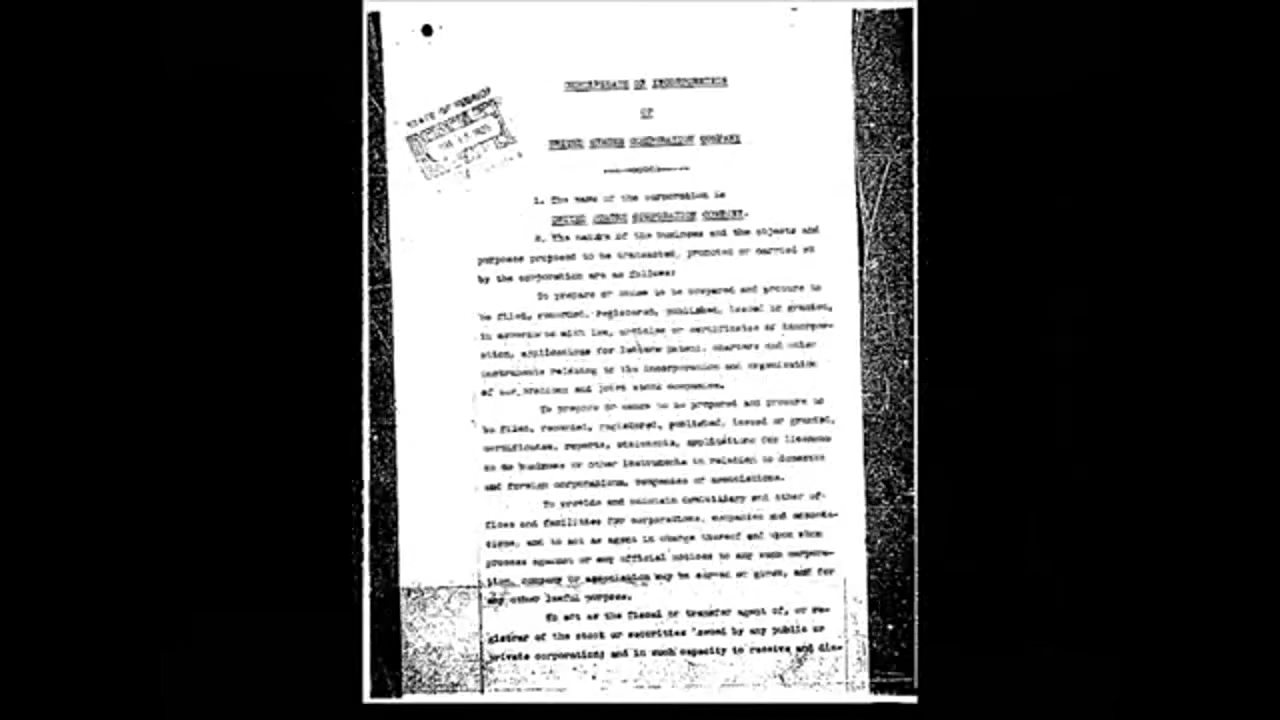 CERTIFICATE OF INCORPORATION
OF
UNITED STATES CORPORATION COMPANY
1. The name of the corporation is
UNITED STATES CORPORATION COMPANY.
2. The nature of the business and the objects and
purposes proposed to be transacted, promoted or carried on
by the corporation are as follows:
To prepare or cause to be prepared and procure to
be filed, recorded, registered, published, issued or granted,
in accordance with law, articles or certificates of incorpor-
ation, applications for letters patent, charters and other
instruments relating to the incorporation and organization
of corporations and joint stock companies.
To prepare or cause to be prepared and procure to
be filed, recorded, registered, published, issued or granted,
certificates, reports, statements, applications for licenses
to do business or other instruments in relation to domestic
and foreign corporations, companies or associations.
To provide and maintain domiciliary and other of-
fices and facilities for corporations, companies and associa-
tions, and to act as agent in charge thereof and upon whom
process against or any official notices to any such corpora-
tion, company or association may be served or given, and for
any other lawful purpose.
To act as the fiscal or transfer agent of, or re-
gistrar of the stock or securities issued by any public or
private corporation; and in such capacity to receive and dis-